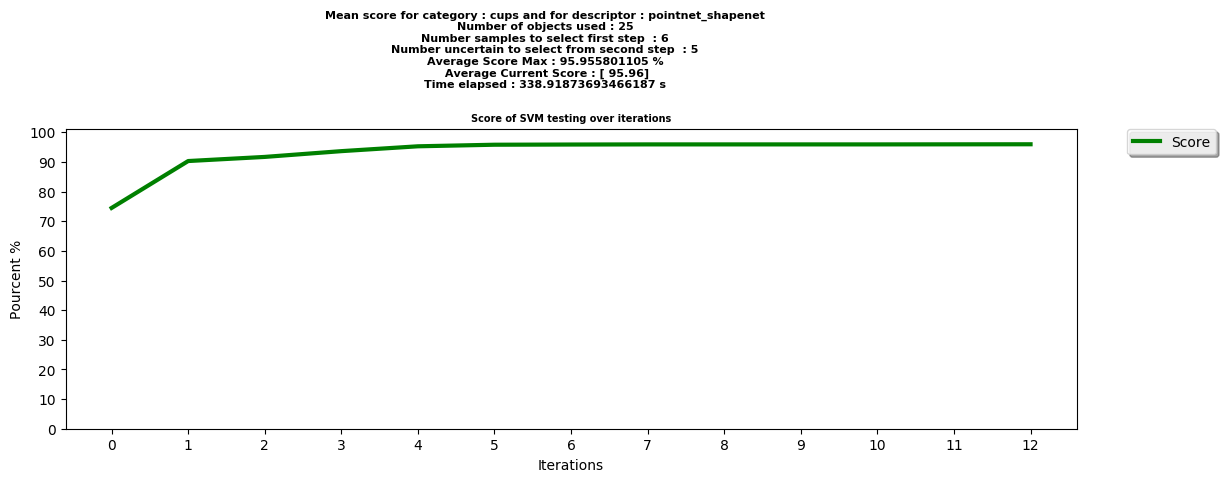 Mean score for category : cups and for descriptor : pointnet_shapenet
Number of objects used : 25
Number samples to select first step  : 6
Number uncertain to select from second step  : 5
Average Score Max : 95.955801105 %
Average Current Score : [ 95.96]
Time elapsed : 338.91873693466187 s
Score of SVM testing over iterations
Score
100
90
80
70
60
50
40
30
20
10
0
Pourcent %
0 1 2 3 4 5 6 7 8 9 10 11 12
Iterations